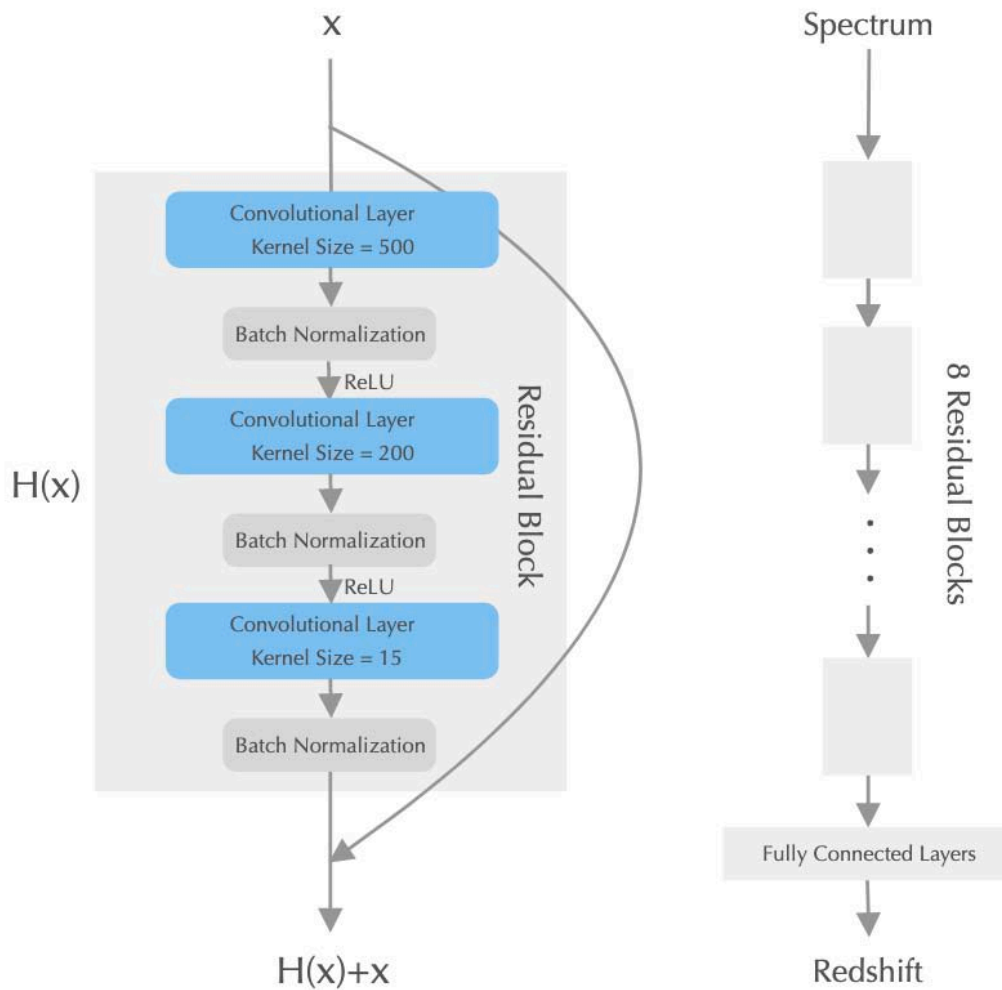 x
Convolutional Layer
Kernel Size = 500
Batch Normalization
ReLU
Convolutional Layer
Kernel Size = 200
Batch Normalization
ReLU
Convolutional Layer
Kernel Size = 15
Batch Normalization
H(x)
Residual Block
H(x)+x
Spectrum
8 Residual Blocks
Fully Connected Layers
Redshift